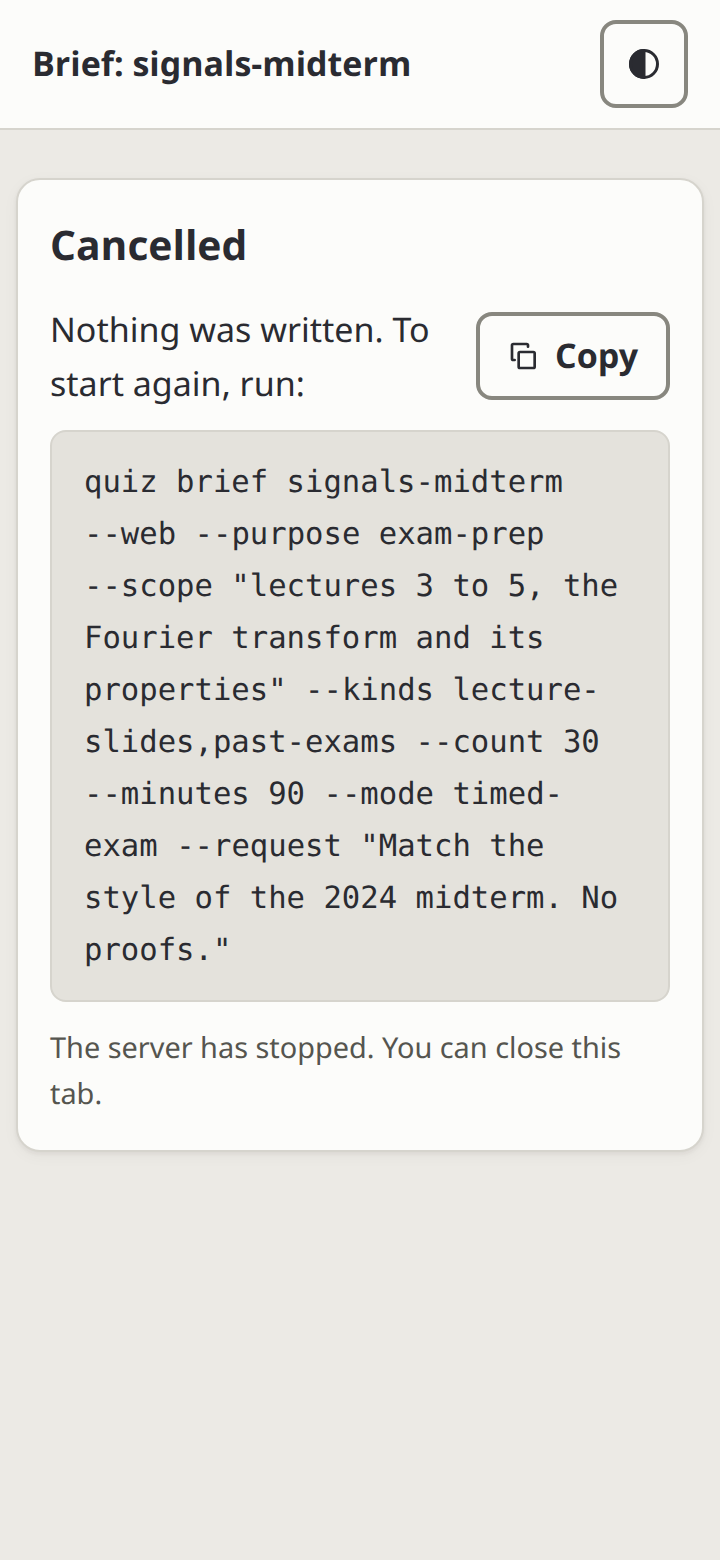 Brief: signals-midterm
Cancelled
Nothing was written. To
start again, run:
Copy
quiz brief signals-midterm
--web --purpose exam-prep
--scope "lectures 3 to 5, the
Fourier transform and its
properties" --kinds lecture-
slides,past-exams --count 30
--minutes 90 --mode timed-
exam --request "Match the
style of the 2024 midterm. No
proofs."
The server has stopped. You can close this
tab.